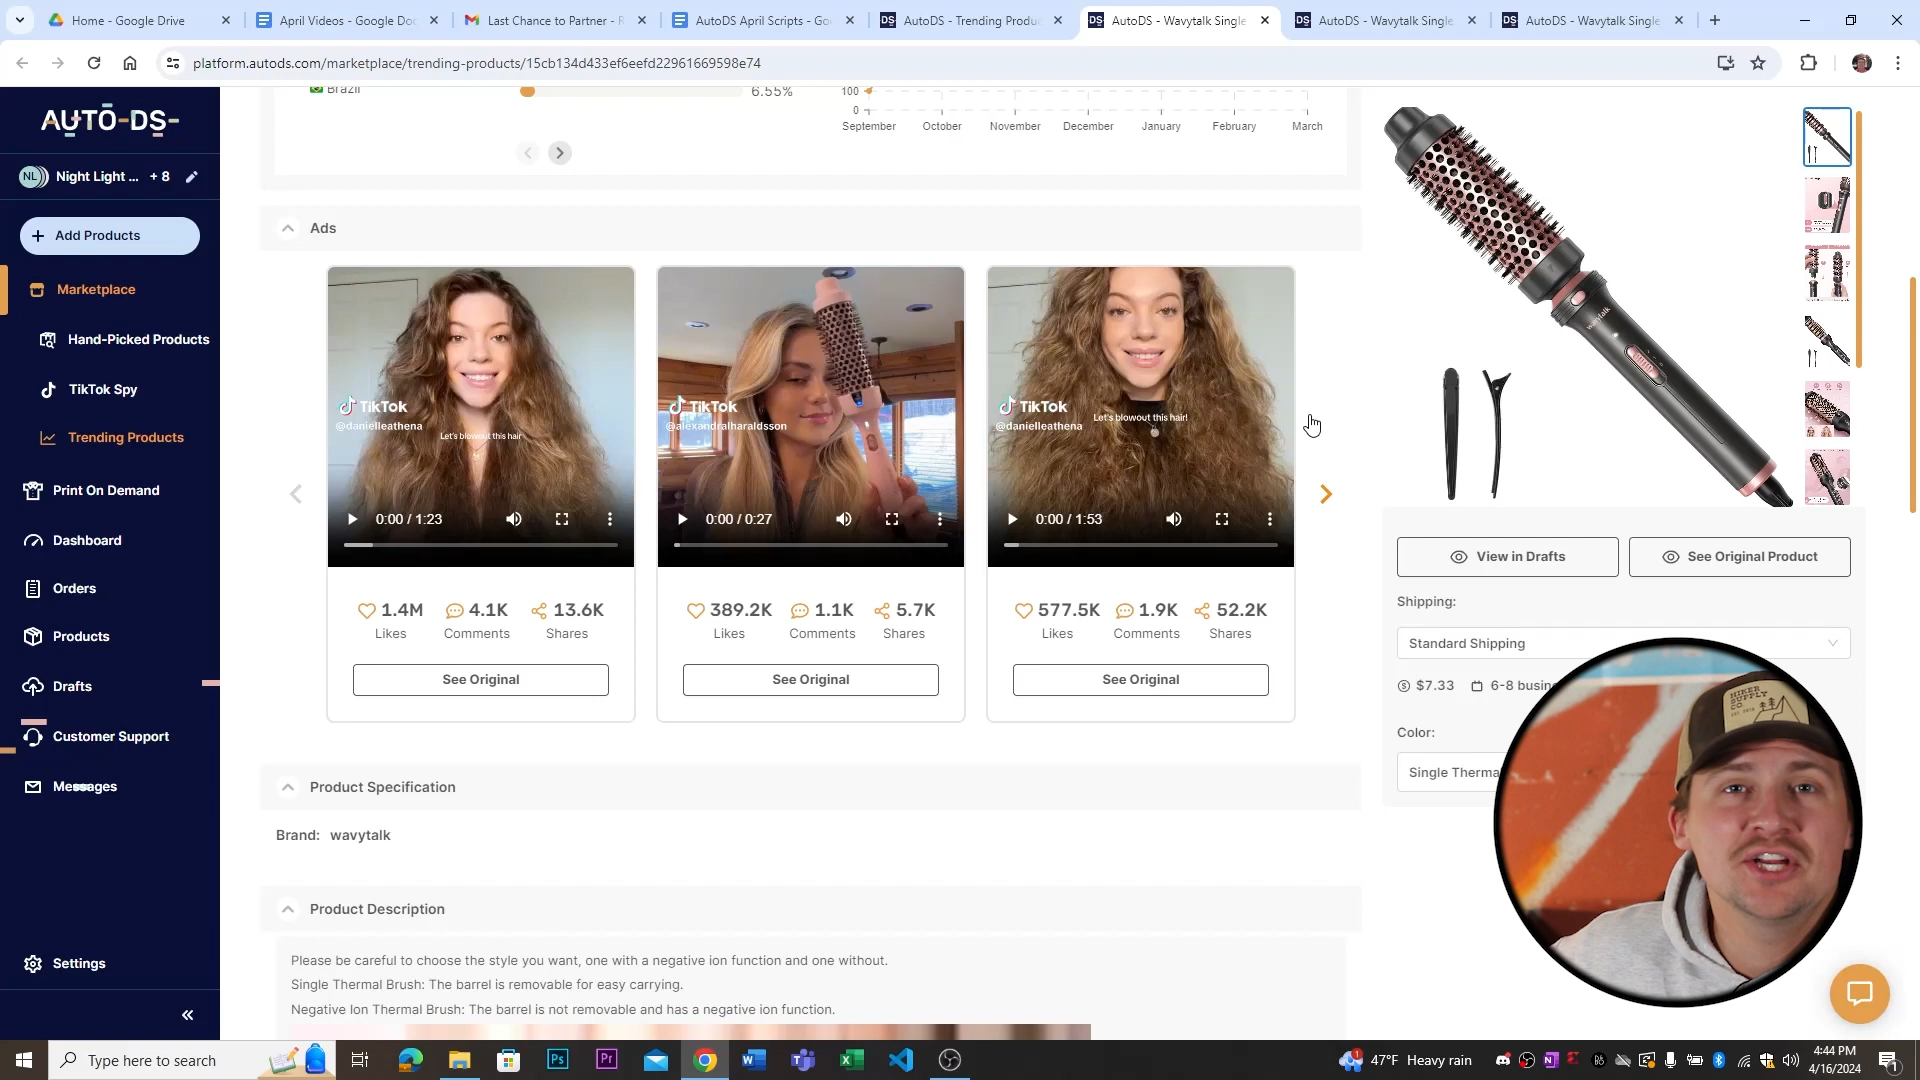 Home - Google Drive
April Videos - Google Doc
Last Chance to Partner - R
AutoDS April Scripts - Go
AutoDS - Trending Produc
AutoDS - Wavytalk Single
AutoDS - Wavytalk Single
AutoDS - Wavytalk Single
platform.autods.com/marketplace/trending-products/15cb134d433ef6eefd22961669598e74
AUTO-DS-
NL Night Light ... + 8
Add Products
Marketplace
Hand-Picked Products
TikTok Spy
Trending Products
Print On Demand
Dashboard
Orders
Products
Drafts
Customer Support
Messages
Settings
Brazil 6.55%
100
0
September October November December January February March
Ads
TikTok
@danielleathena
Let's blowout this hair
0:00 / 1:23
1.4M 4.1K 13.6K
Likes Comments Shares
See Original
TikTok
@alexandralharaldsson
0:00 / 0:27
389.2K 1.1K 5.7K
Likes Comments Shares
See Original
TikTok
@danielleathena
Let's blowout this hair!
0:00 / 1:53
577.5K 1.9K 52.2K
Likes Comments Shares
See Original
Product Specification
Brand: wavytalk
Product Description
Please be careful to choose the style you want, one with a negative ion function and one without.
Single Thermal Brush: The barrel is removable for easy carrying.
Negative Ion Thermal Brush: The barrel is not removable and has a negative ion function.
wavytalk
View in Drafts
See Original Product
Shipping:
Standard Shipping
$7.33 6-8 busin
Color:
Single Therma
HIKER
SUPPLY
CO.
Type here to search
47°F Heavy rain
4:44 PM
4/16/2024
1